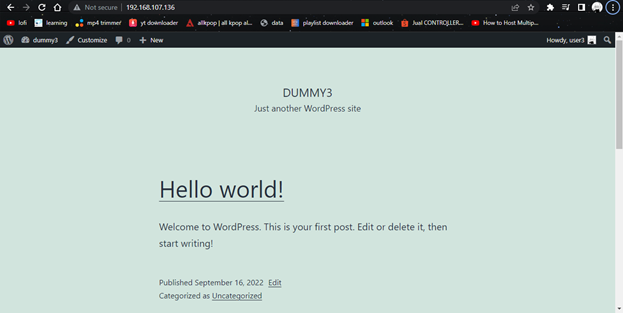 Not secure | 192.168.107.136
lofi learning mp4 trimmer yt downloader allkpop | all kpop al... data playlist downloader outlook Jual CONTROLLER... How to Host Multip...
dummy3 Customize 0 New Howdy, user3
DUMMY3
Just another WordPress site
Hello world!
Welcome to WordPress. This is your first post. Edit or delete it, then
start writing!
Published September 16, 2022 Edit
Categorized as Uncategorized